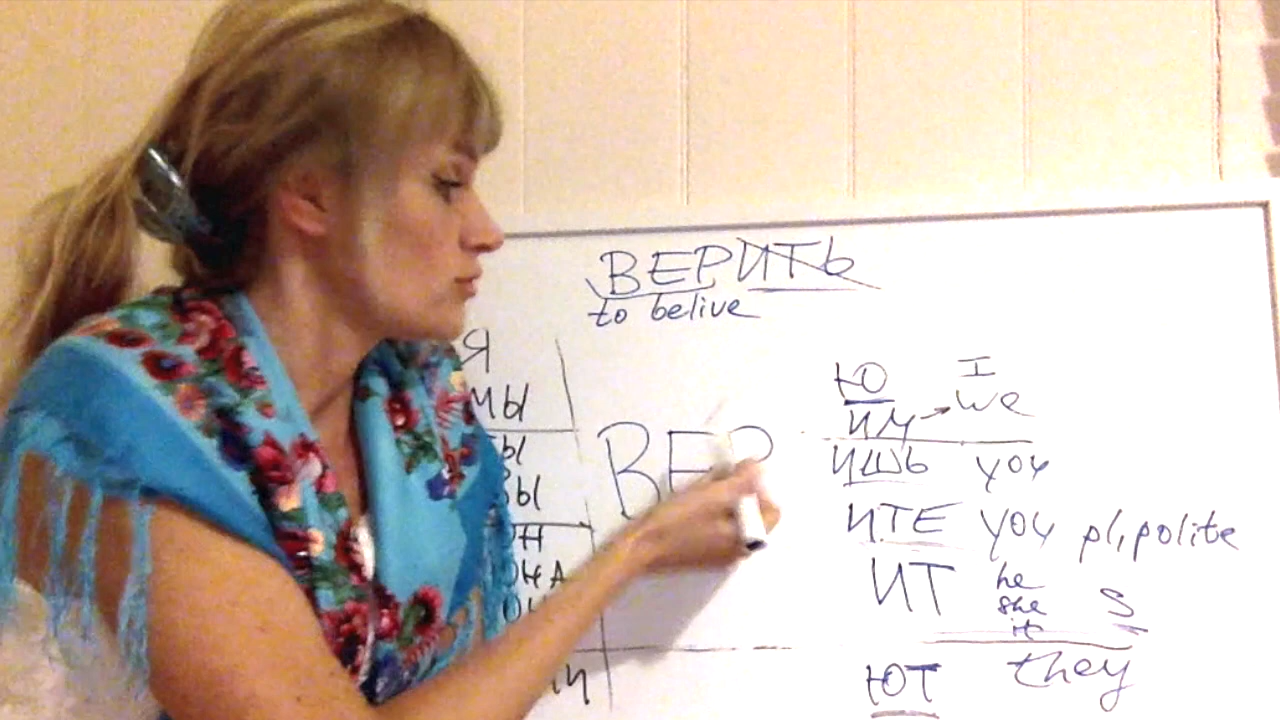 ВЕРИТЬ
to belive
Я
МЫ
ВЕР
Ю I
ИМ → We
ИШЬ you
ИТЕ you pl, polite
ИТ he she it S
ЮТ they